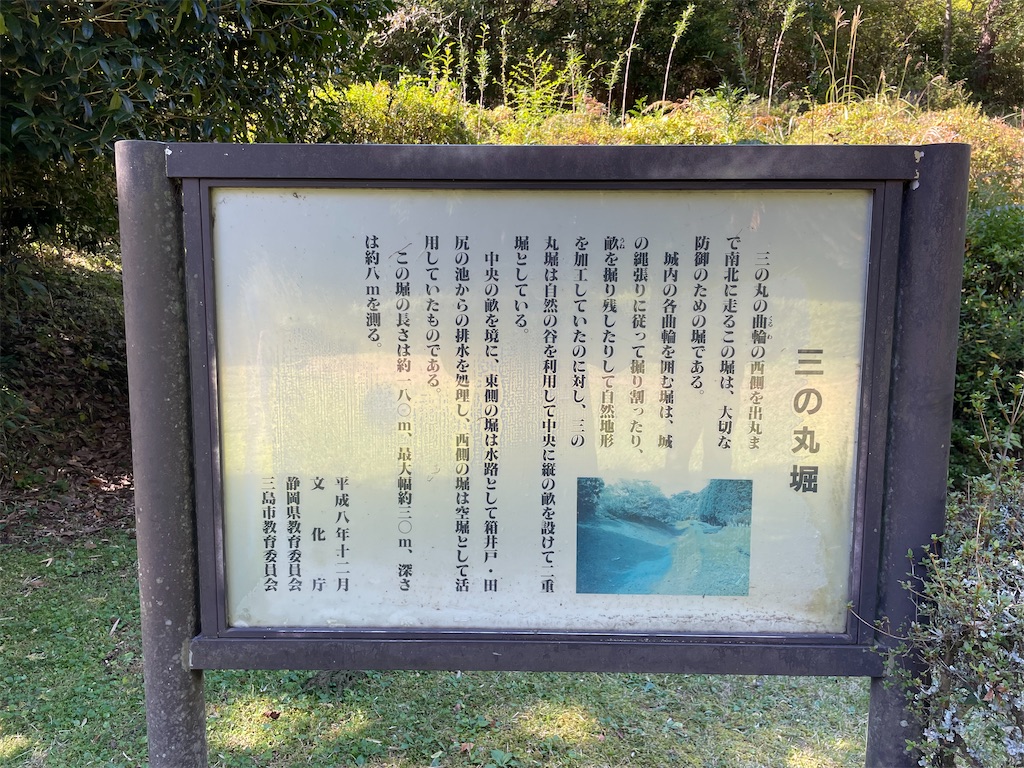 三の丸堀
三の丸の曲輪の西側を出丸ま
で南北に走るこの堀は、大切な
防御のための堀である。
城内の各曲輪を囲む堀は、城
の縄張りに従って掘り割ったり、
畝を掘り残したりして自然地形
を加工していたのに対し、三の
丸堀は自然の谷を利用して中央に縦の畝を設けて二重
堀としている。
中央の畝を境に、東側の堀は水路として箱井戸・田
尻の池からの排水を処理し、西側の堀は空堀として活
用していたものである。
この堀の長さは約一八〇m、最大幅約三〇m、深さ
は約八mを測る。
平成八年十二月
文化庁
静岡県教育委員会
三島市教育委員会